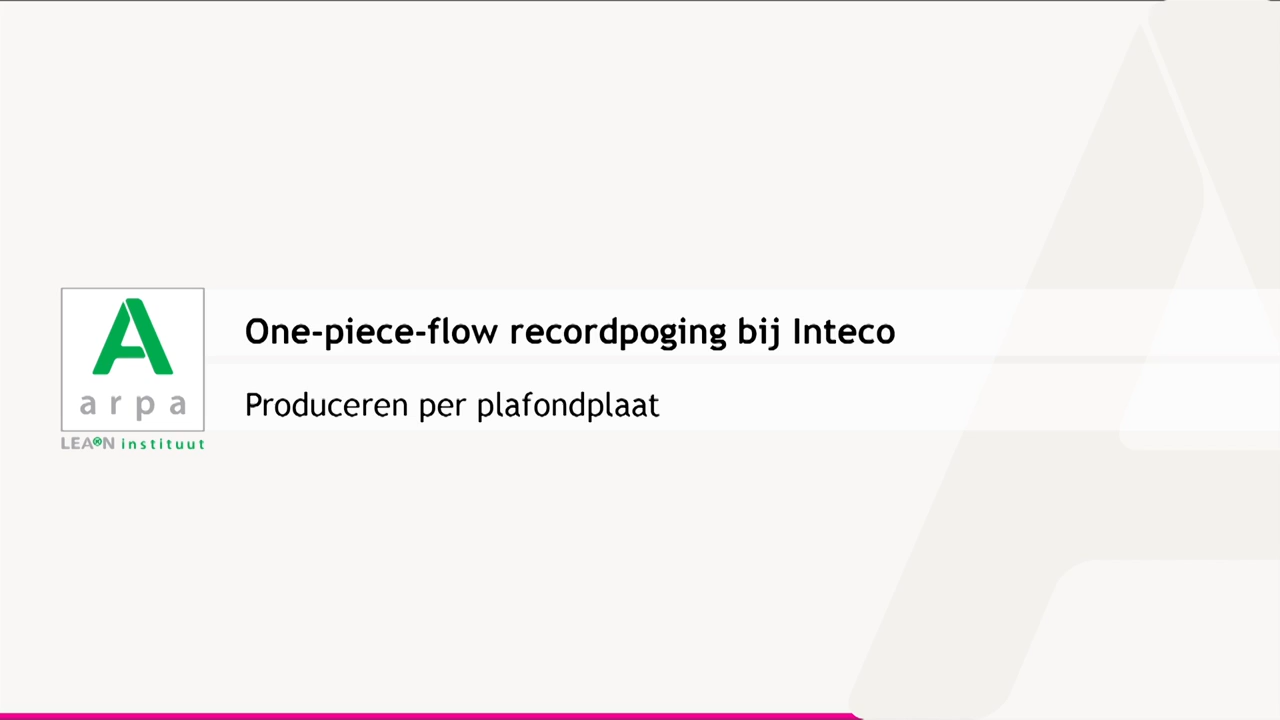 One-piece-flow recordpoging bij Inteco
Produceren per plafondplaat
arpa
LEAN instituut